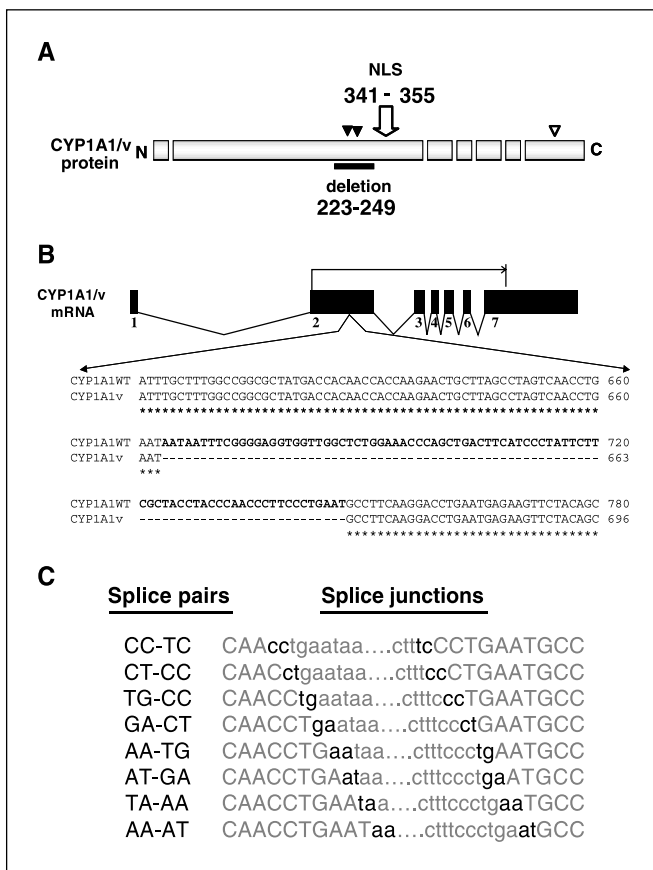 A
NLS
341 - 355
CYP1A1/v protein N C
deletion
223-249
B
CYP1A1/v mRNA
1 2 3 4 5 6 7
CYP1A1WT ATTTGCTTTGGCCGGCGCTATGACCACAACCACCAAGAACTGCTTAGCCTAGTCAACCTG 660
CYP1A1v ATTTGCTTTGGCCGGCGCTATGACCACAACCACCAAGAACTGCTTAGCCTAGTCAACCTG 660
************************************************************
CYP1A1WT AATAATAATTTCGGGGAGGTGGTTGGCTCTGGAAACCCAGCTGACTTCATCCCTATTCTT 720
CYP1A1v AAT--------------------------------------------------------- 663
***
CYP1A1WT CGCTACCTACCCAACCCTTCCCTGAATGCCTTCAAGGACCTGAATGAGAAGTTCTACAGC 780
CYP1A1v ---------------------------GCCTTCAAGGACCTGAATGAGAAGTTCTACAGC 696
*********************************
C
Splice pairs Splice junctions
CC-TC CAACcctgaataa....ctttcCCTGAATGCC
CT-CC CAACctgaataa....ctttccCTGAATGCC
TG-CC CAACCtgaataa....ctttcccTGAATGCC
GA-CT CAACCTgaataa....ctttccctGAATGCC
AA-TG CAACCTGaataa....ctttccctgAATGCC
AT-GA CAACCTGAataa....ctttccctgaATGCC
TA-AA CAACCTGAAtaa....ctttccctgaaTGCC
AA-AT CAACCTGAATaa....ctttccctgaatGCC